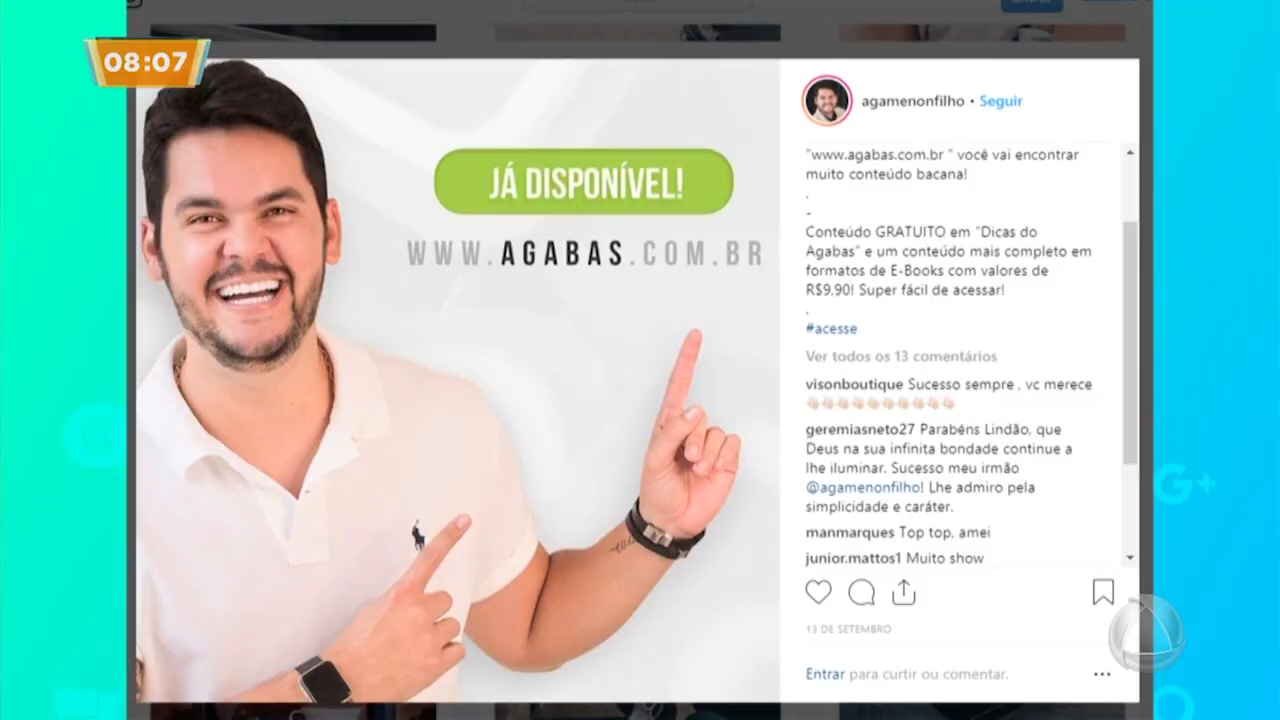 08:07
JÁ DISPONÍVEL!
WWW.AGABAS.COM.BR
agamenonfilho • Seguir
"www.agabas.com.br " você vai encontrar
muito conteúdo bacana!
.
-
Conteúdo GRATUITO em "Dicas do
Agabas" e um conteúdo mais completo em
formatos de E-Books com valores de
R$9,90! Super fácil de acessar!
.
#acesse
Ver todos os 13 comentários
visonboutique Sucesso sempre , vc merece
👏🏻👏🏻👏🏻👏🏻👏🏻👏🏻👏🏻👏🏻👏🏻👏🏻
geremiasneto27 Parabéns Lindão, que
Deus na sua infinita bondade continue a
lhe iluminar. Sucesso meu irmão
@agamenonfilho! Lhe admiro pela
simplicidade e caráter.
manmarques Top top, amei
junior.mattos1 Muito show
13 DE SETEMBRO
Entrar para curtir ou comentar.
G+